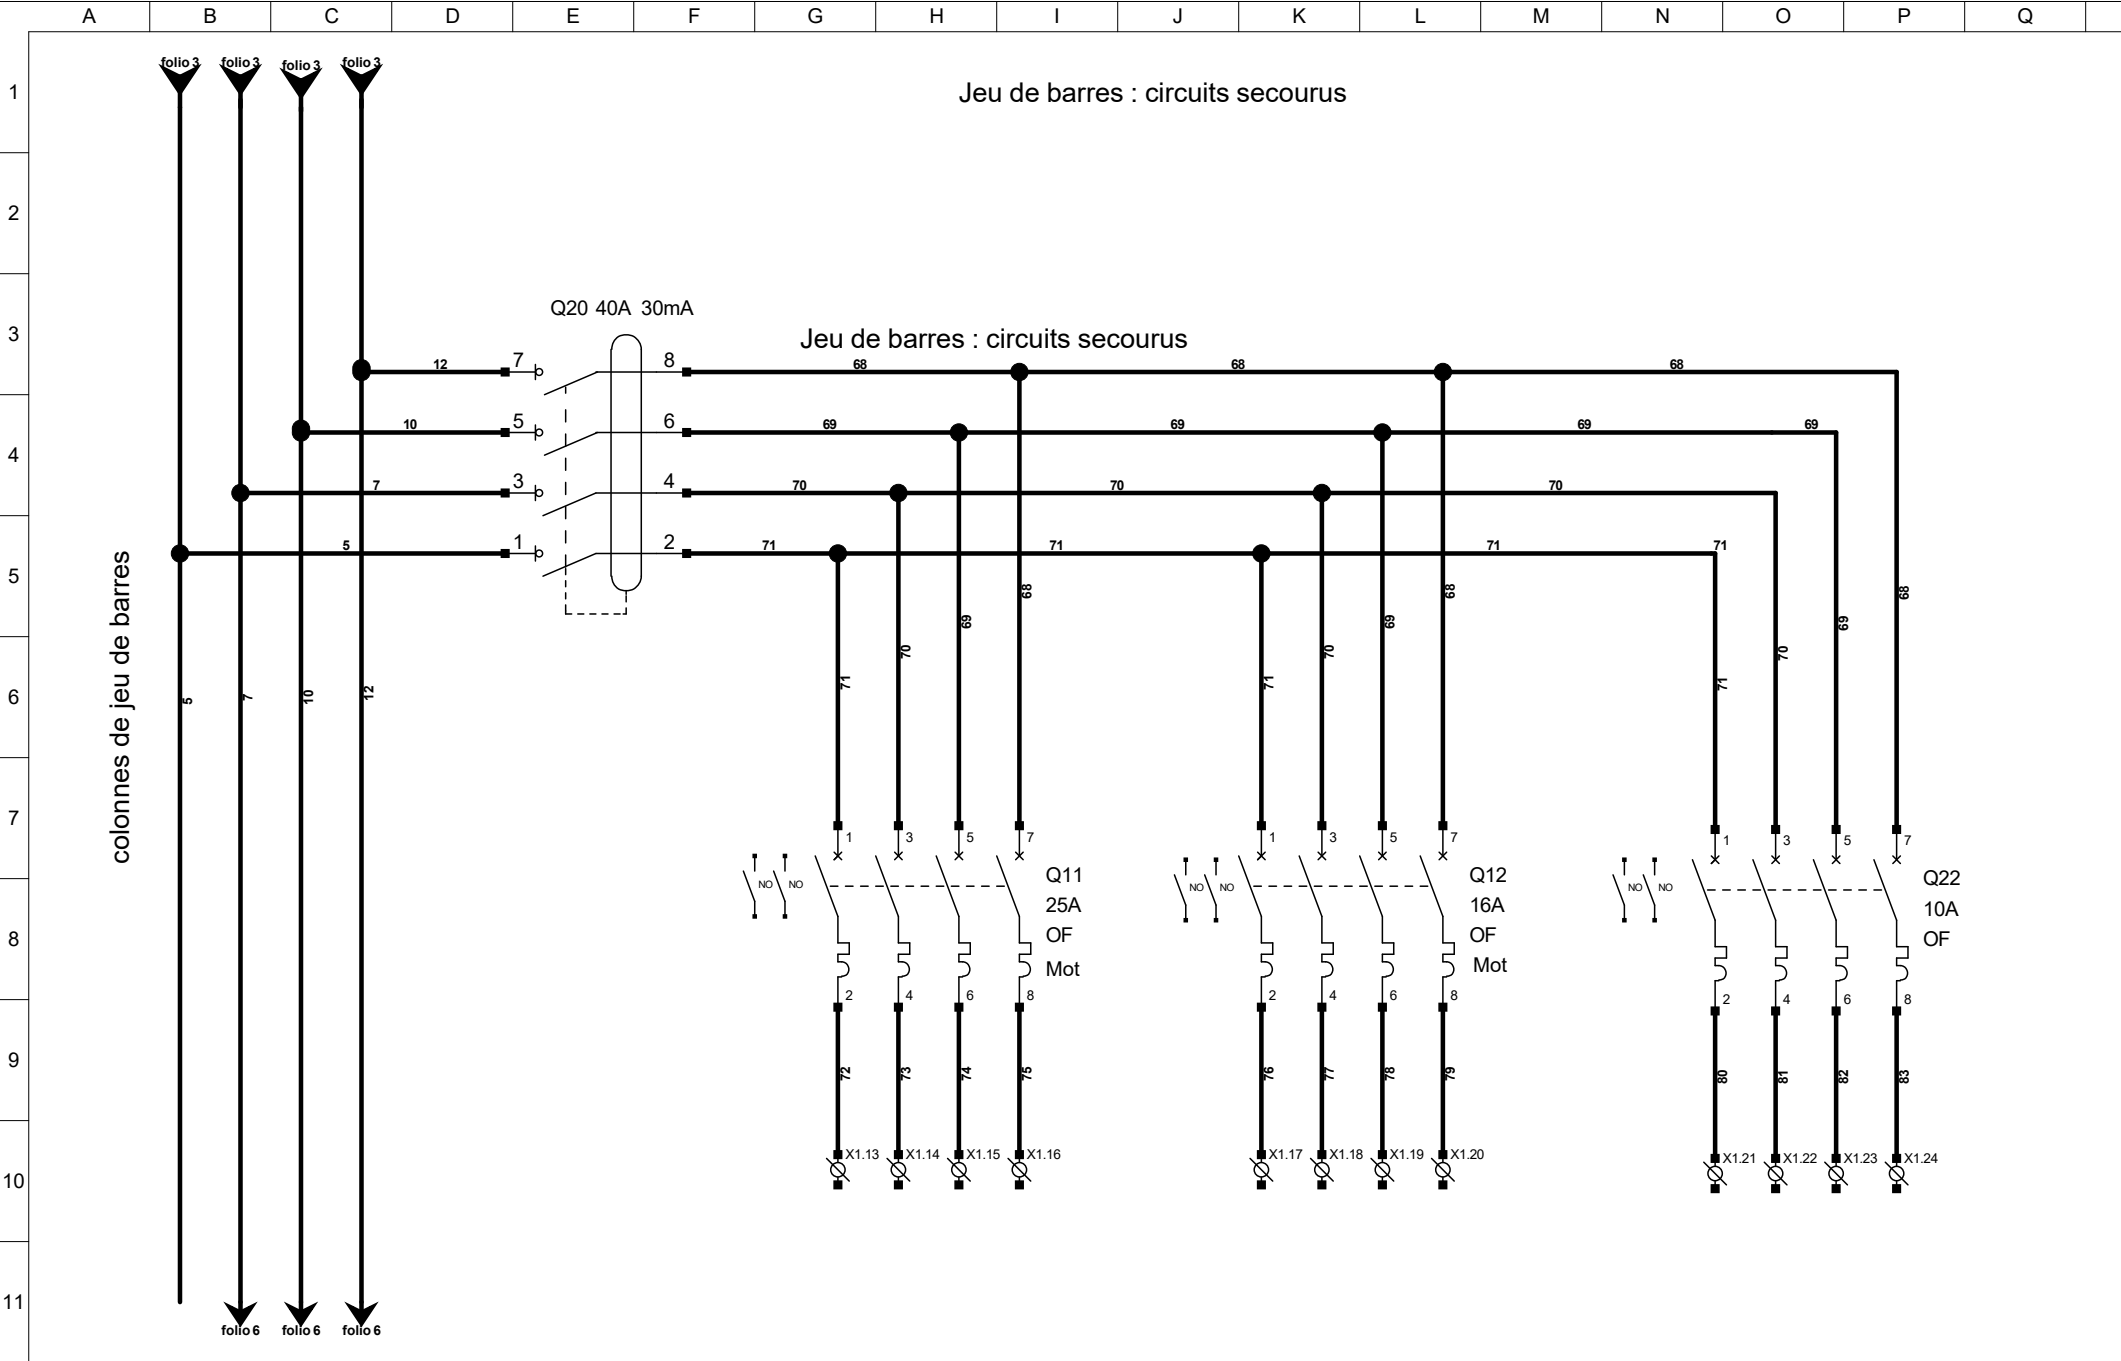 A B C D E F G H I J K L M N O P Q
1
2
3
4
5
6
7
8
9
10
11
folio 3 folio 3 folio 3 folio 3
Jeu de barres : circuits secourus
Q20 40A 30mA
Jeu de barres : circuits secourus
12 7 8 68 68 68
10 5 6 69 69 69 69
7 3 4 70 70 70
5 1 2 71 71 71 71
colonnes de jeu de barres
5 7 10 12
71 70 69 68
71 70 69 68
71 70 69 68
1 3 5 7
NO NO
Q11
25A
OF
Mot
2 4 6 8
1 3 5 7
NO NO
Q12
16A
OF
Mot
2 4 6 8
1 3 5 7
NO NO
Q22
10A
OF
2 4 6 8
72 73 74 75
76 77 78 79
80 81 82 83
X1.13 X1.14 X1.15 X1.16
X1.17 X1.18 X1.19 X1.20
X1.21 X1.22 X1.23 X1.24
folio 6 folio 6 folio 6